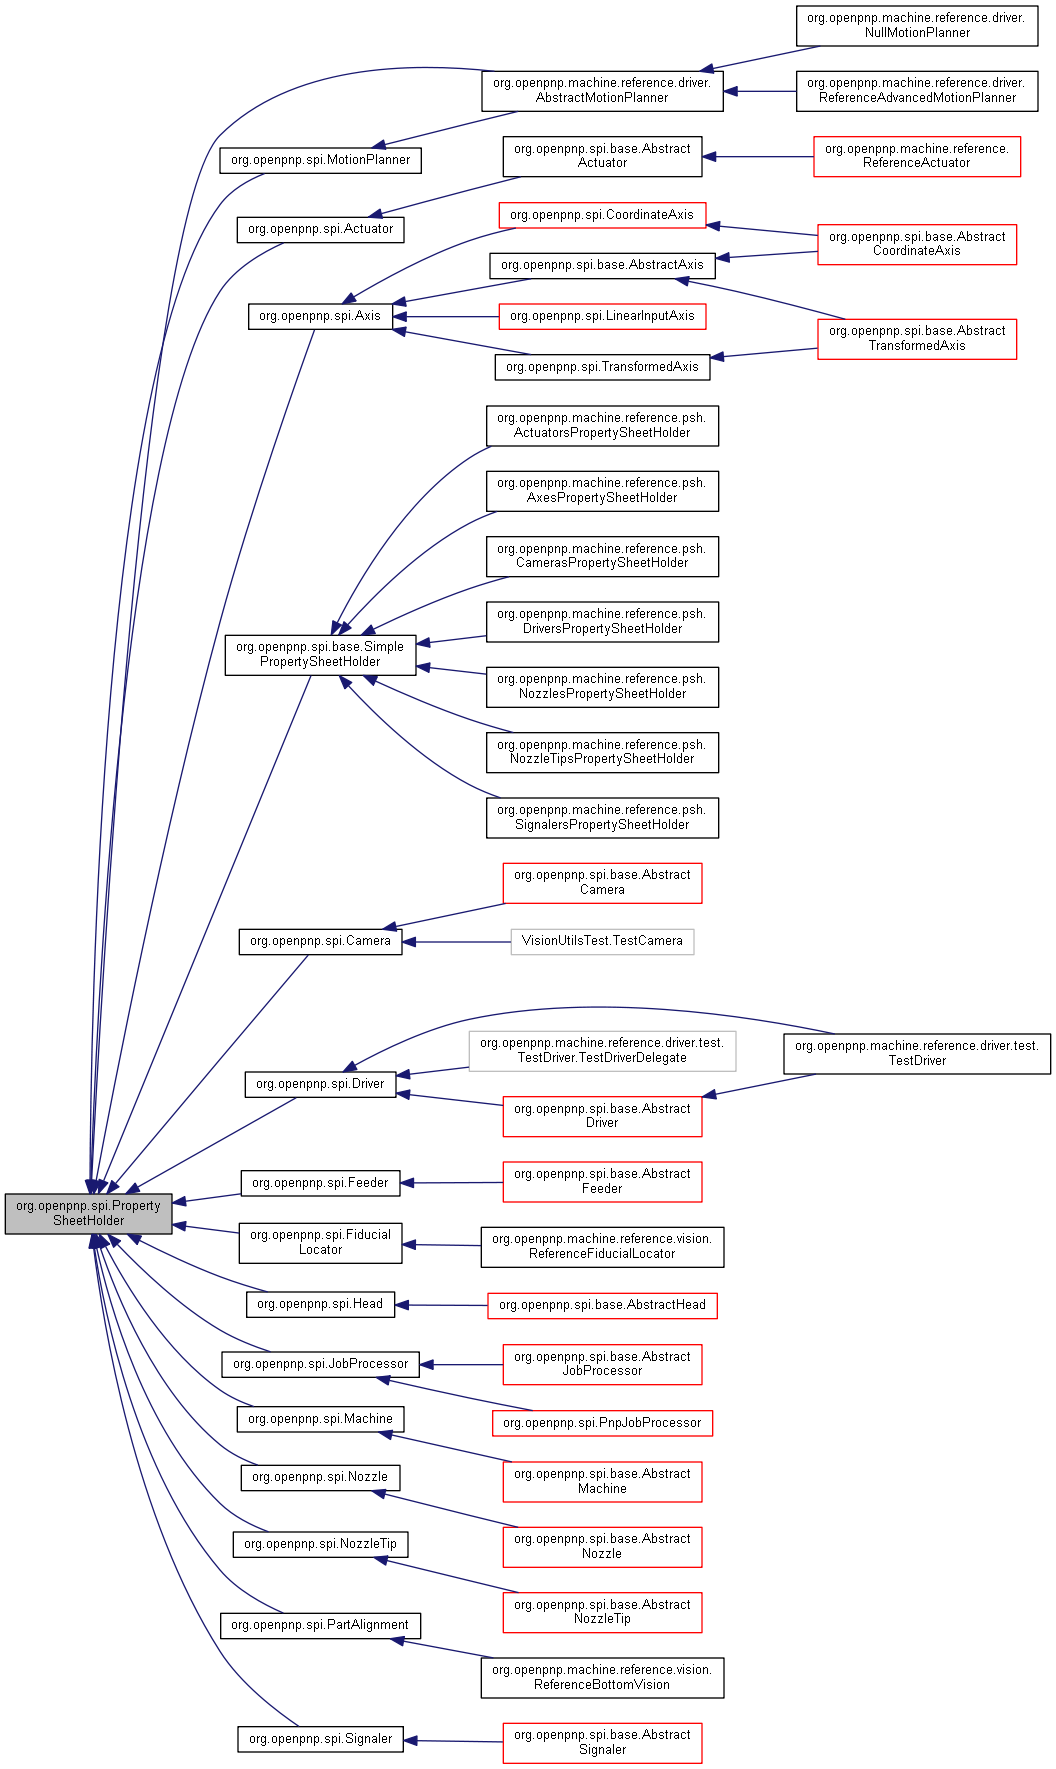 org.openpnp.machine.reference.driver.
NullMotionPlanner
org.openpnp.machine.reference.driver.
AbstractMotionPlanner
org.openpnp.machine.reference.driver.
ReferenceAdvancedMotionPlanner
org.openpnp.spi.MotionPlanner
org.openpnp.spi.base.Abstract
Actuator
org.openpnp.machine.reference.
ReferenceActuator
org.openpnp.spi.Actuator
org.openpnp.spi.CoordinateAxis
org.openpnp.spi.base.Abstract
CoordinateAxis
org.openpnp.spi.base.AbstractAxis
org.openpnp.spi.Axis
org.openpnp.spi.LinearInputAxis
org.openpnp.spi.base.Abstract
TransformedAxis
org.openpnp.spi.TransformedAxis
org.openpnp.machine.reference.psh.
ActuatorsPropertySheetHolder
org.openpnp.machine.reference.psh.
AxesPropertySheetHolder
org.openpnp.machine.reference.psh.
CamerasPropertySheetHolder
org.openpnp.machine.reference.psh.
DriversPropertySheetHolder
org.openpnp.spi.base.Simple
PropertySheetHolder
org.openpnp.machine.reference.psh.
NozzlesPropertySheetHolder
org.openpnp.machine.reference.psh.
NozzleTipsPropertySheetHolder
org.openpnp.machine.reference.psh.
SignalersPropertySheetHolder
org.openpnp.spi.base.Abstract
Camera
org.openpnp.spi.Camera
VisionUtilsTest.TestCamera
org.openpnp.machine.reference.driver.test.
TestDriver.TestDriverDelegate
org.openpnp.machine.reference.driver.test.
TestDriver
org.openpnp.spi.Driver
org.openpnp.spi.base.Abstract
Driver
org.openpnp.spi.Feeder
org.openpnp.spi.base.Abstract
Feeder
org.openpnp.spi.Property
SheetHolder
org.openpnp.spi.Fiducial
Locator
org.openpnp.machine.reference.vision.
ReferenceFiducialLocator
org.openpnp.spi.Head
org.openpnp.spi.base.AbstractHead
org.openpnp.spi.JobProcessor
org.openpnp.spi.base.Abstract
JobProcessor
org.openpnp.spi.Machine
org.openpnp.spi.PnpJobProcessor
org.openpnp.spi.Nozzle
org.openpnp.spi.base.Abstract
Machine
org.openpnp.spi.NozzleTip
org.openpnp.spi.base.Abstract
Nozzle
org.openpnp.spi.base.Abstract
NozzleTip
org.openpnp.spi.PartAlignment
org.openpnp.machine.reference.vision.
ReferenceBottomVision
org.openpnp.spi.Signaler
org.openpnp.spi.base.Abstract
Signaler